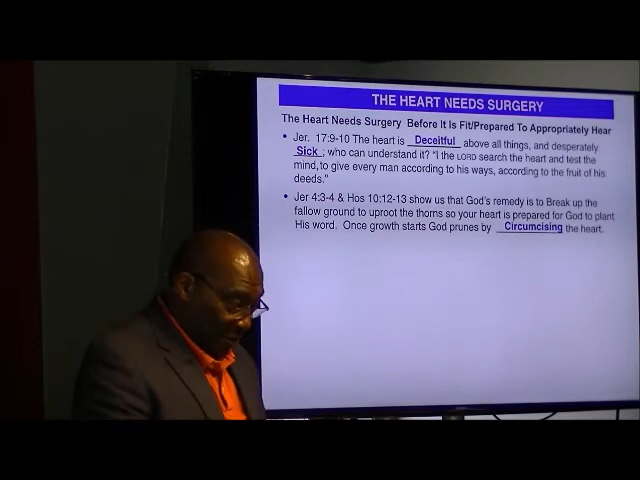 THE HEART NEEDS SURGERY
The Heart Needs Surgery Before It Is Fit/Prepared To Appropriately Hear
• Jer. 17:9-10 The heart is Deceitful above all things, and desperately
Sick; who can understand it? "I the LORD search the heart and test the
mind, to give every man according to his ways, according to the fruit of his
deeds."
• Jer 4:3-4 & Hos 10:12-13 show us that God's remedy is to Break up the
fallow ground to uproot the thorns so your heart is prepared for God to plant
His word. Once growth starts God prunes by Circumcising the heart.